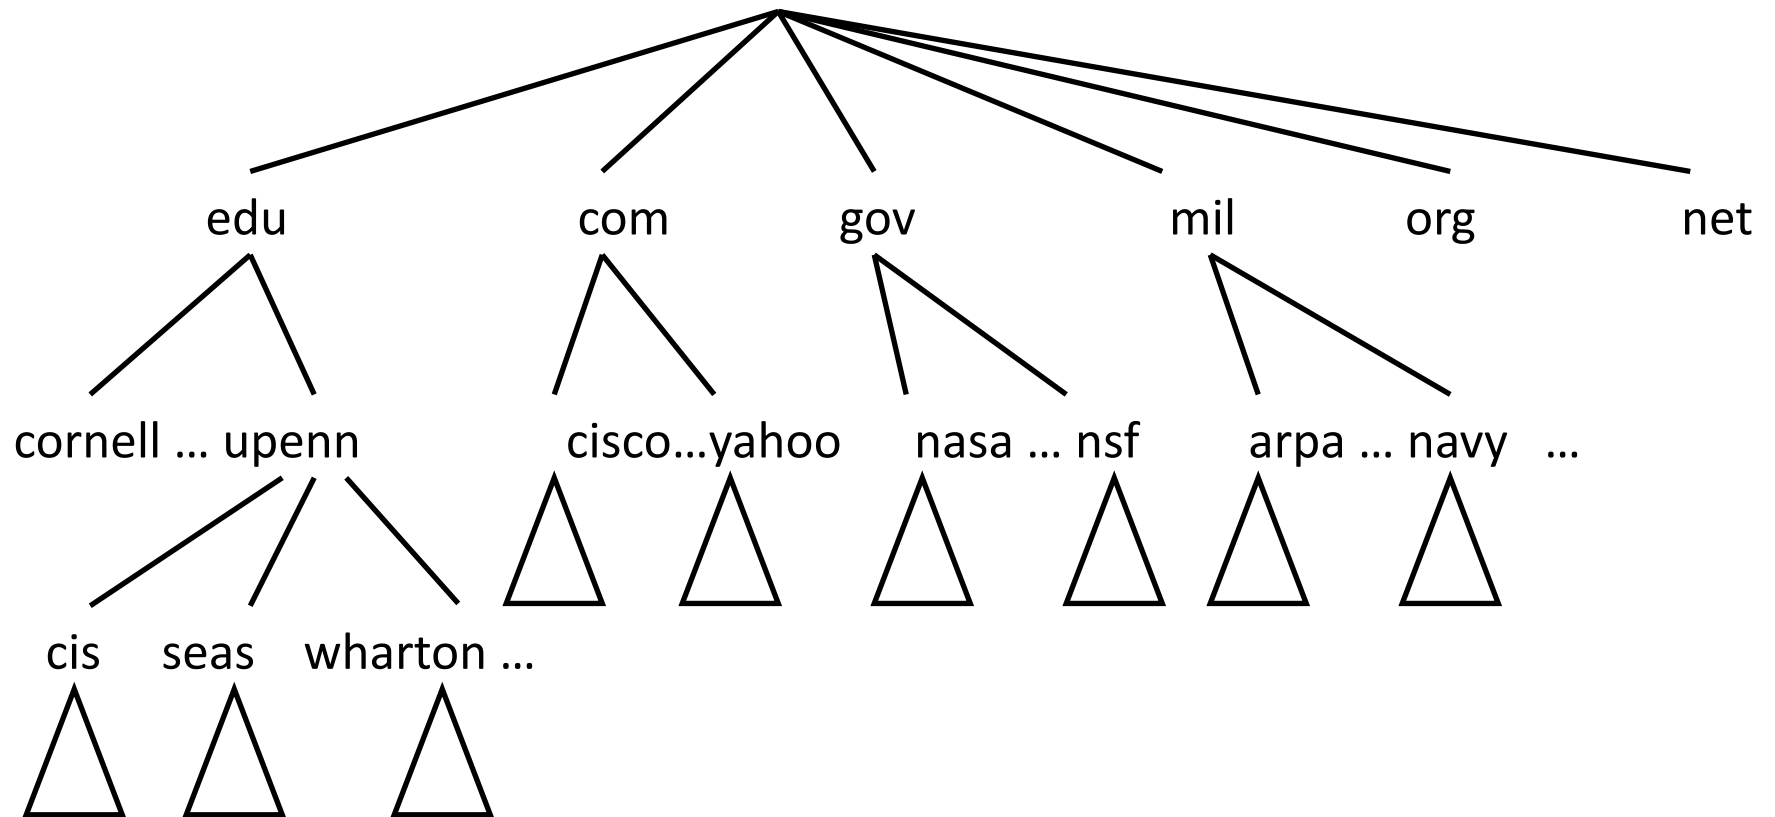 edu com gov mil org net
cornell … upenn cisco…yahoo nasa … nsf arpa … navy …
cis seas wharton …